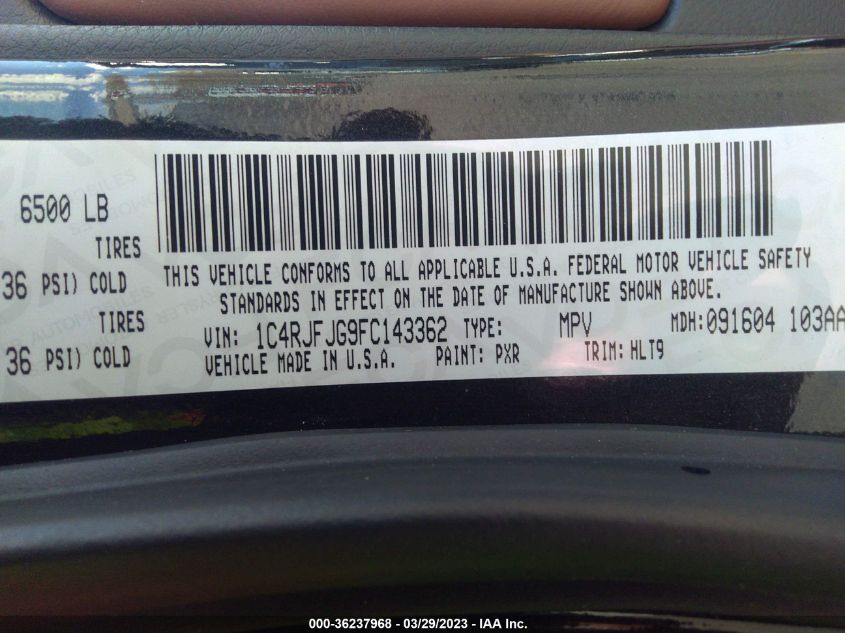 6500 LB
TIRES
36 PSI) COLD
THIS VEHICLE CONFORMS TO ALL APPLICABLE U.S.A. FEDERAL MOTOR VEHICLE SAFETY
STANDARDS IN EFFECT ON THE DATE OF MANUFACTURE SHOWN ABOVE.
TIRES
VIN: 1C4RJFJG9FC143362 TYPE: MPV MDH:091604 103AA
36 PSI) COLD
VEHICLE MADE IN U.S.A. PAINT: PXR TRIM: HLT9
000-36237968 - 03/29/2023 - IAA Inc.